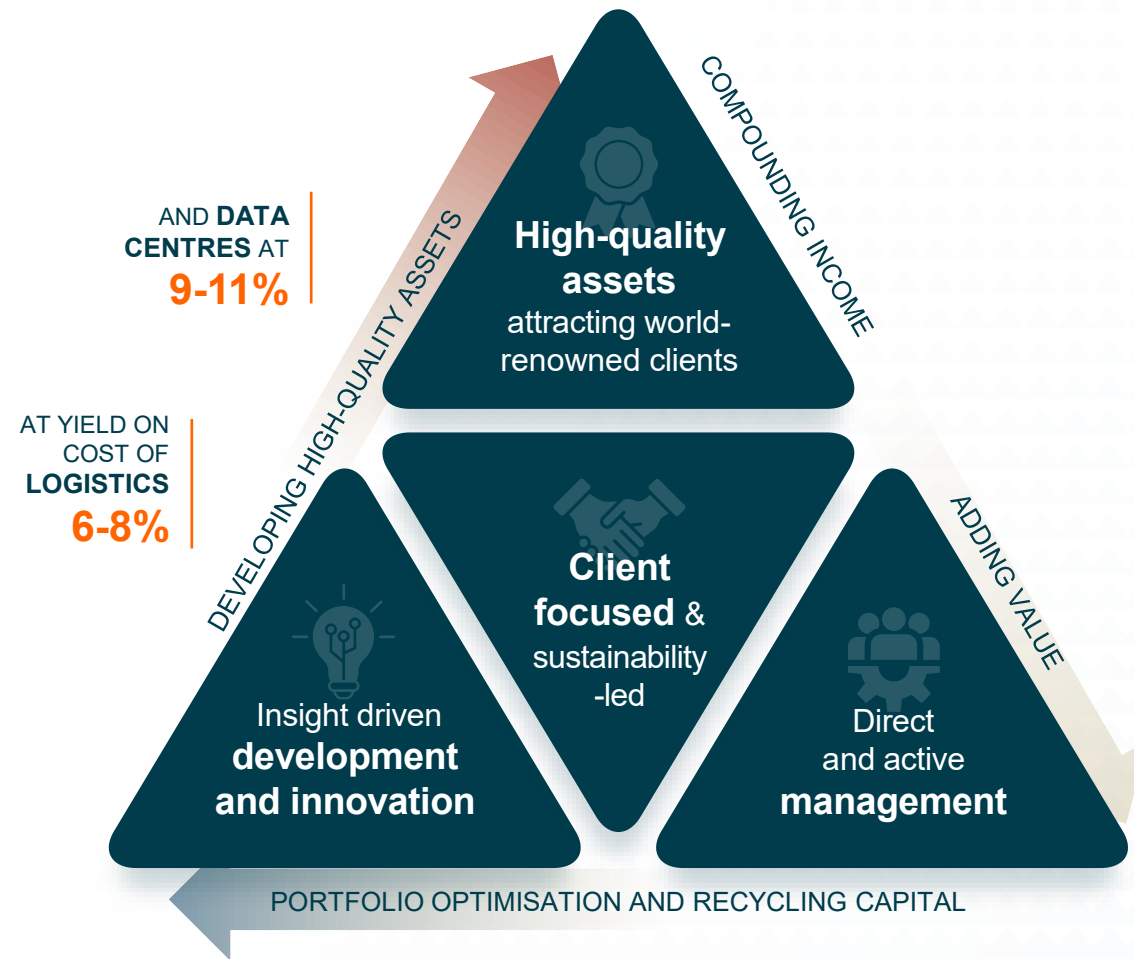 COMPOUNDING INCOME
AND DATA
CENTRES AT
9-11%
DEVELOPING HIGH-QUALITY ASSETS
High-quality
assets
attracting world-
renowned clients
AT YIELD ON
COST OF
LOGISTICS
6-8%
ADDING VALUE
Client
focused &
sustainability
-led
Insight driven
development
and innovation
Direct
and active
management
PORTFOLIO OPTIMISATION AND RECYCLING CAPITAL